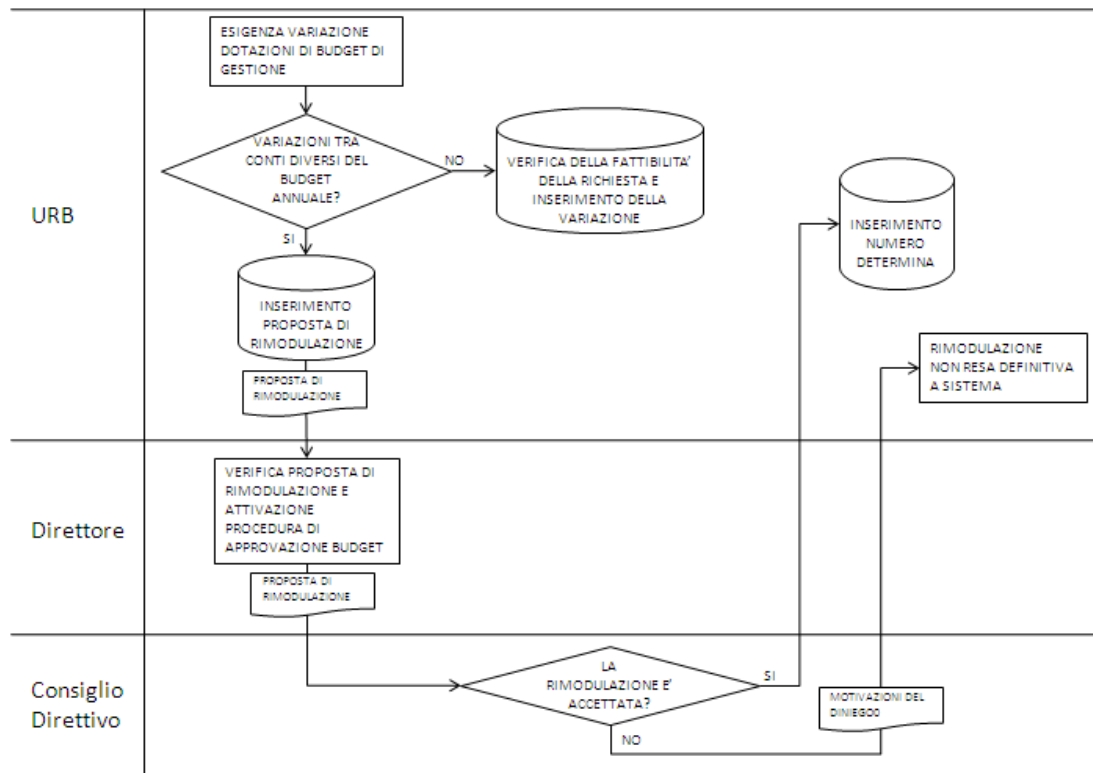 URB
ESIGENZA VARIAZIONE
DOTAZIONI DI BUDGET DI
GESTIONE
VARIAZIONI TRA
CONTI DIVERSI DEL
BUDGET
ANNUALE?
NO
VERIFICA DELLA FATTIBILITA'
DELLA RICHIESTA E
INSERIMENTO DELLA
VARIAZIONE
SI
INSERIMENTO
PROPOSTA DI
RIMODULAZIONE
PROPOSTA DI
RIMODULAZIONE
INSERIMENTO
NUMERO
DETERMINA
RIMODULAZIONE
NON RESA DEFINITIVA
A SISTEMA
Direttore
VERIFICA PROPOSTA DI
RIMODULAZIONE E
ATTIVAZIONE
PROCEDURA DI
APPROVAZIONE BUDGET
PROPOSTA DI
RIMODULAZIONE
Consiglio
Direttivo
LA
RIMODULAZIONE E'
ACCETTATA?
SI
NO
MOTIVAZIONI DEL
DINIEGO0